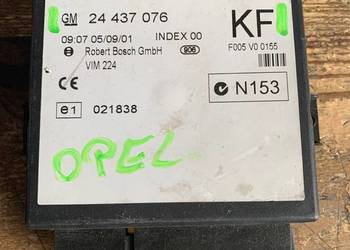 GM 24 437 076 KF
09:07 05/09/01 INDEX 00 F005 V0 0155
Robert Bosch GmbH 906
VIM 224
CE N153
e1 021838
OPEL